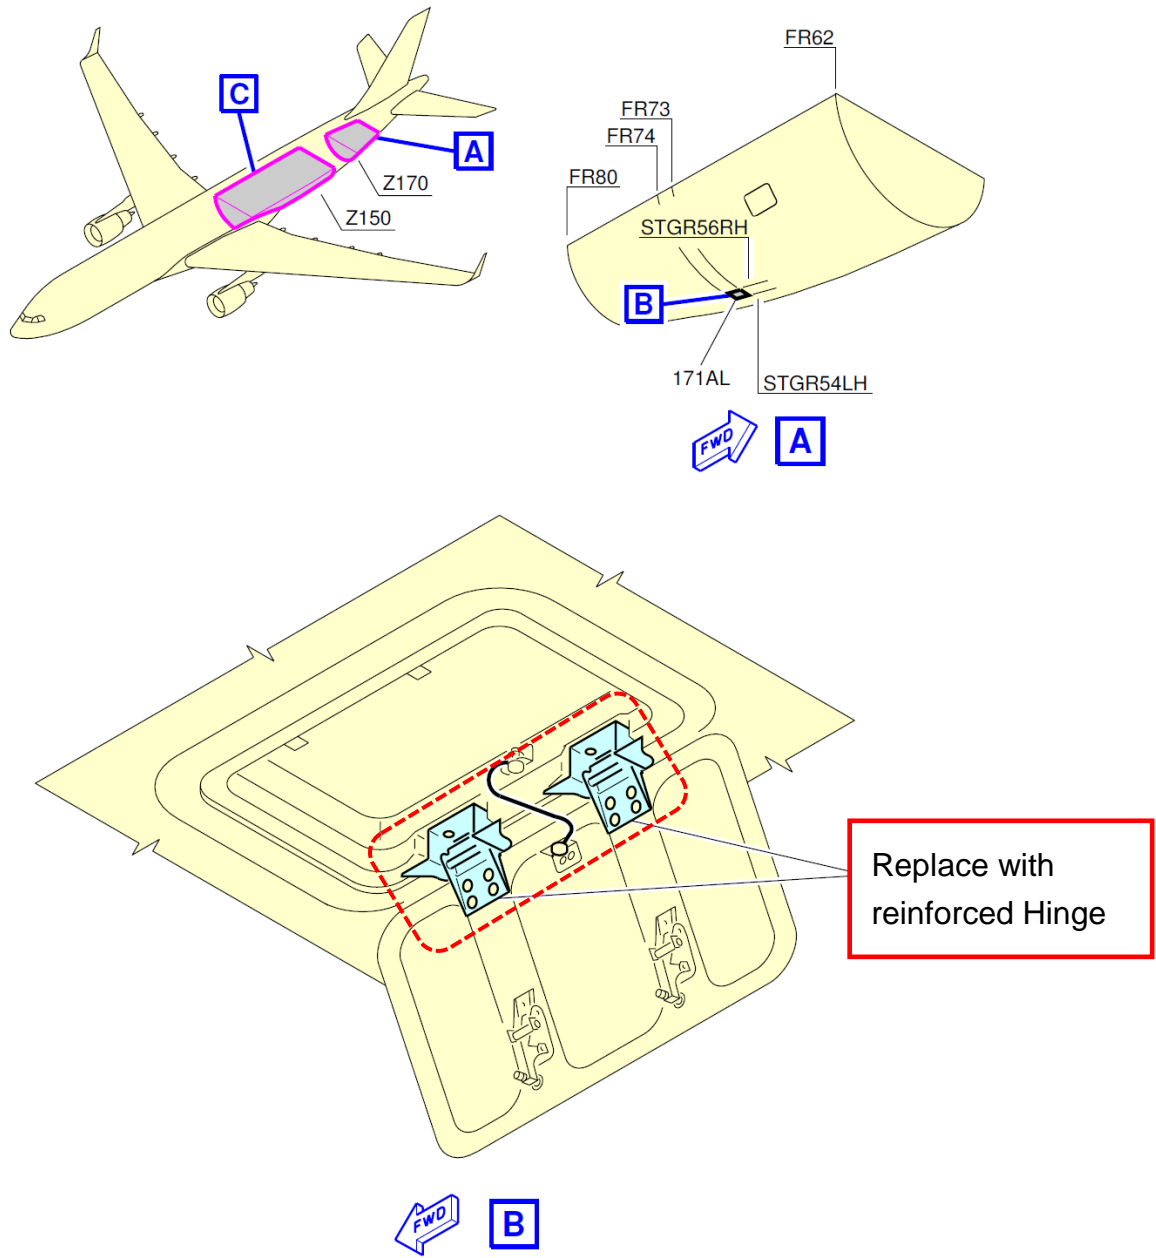 C
A
Z170
Z150
FR62
FR73
FR74
FR80
STGR56RH
B
171AL
STGR54LH
FWD
A
Replace with
reinforced Hinge
FWD
B